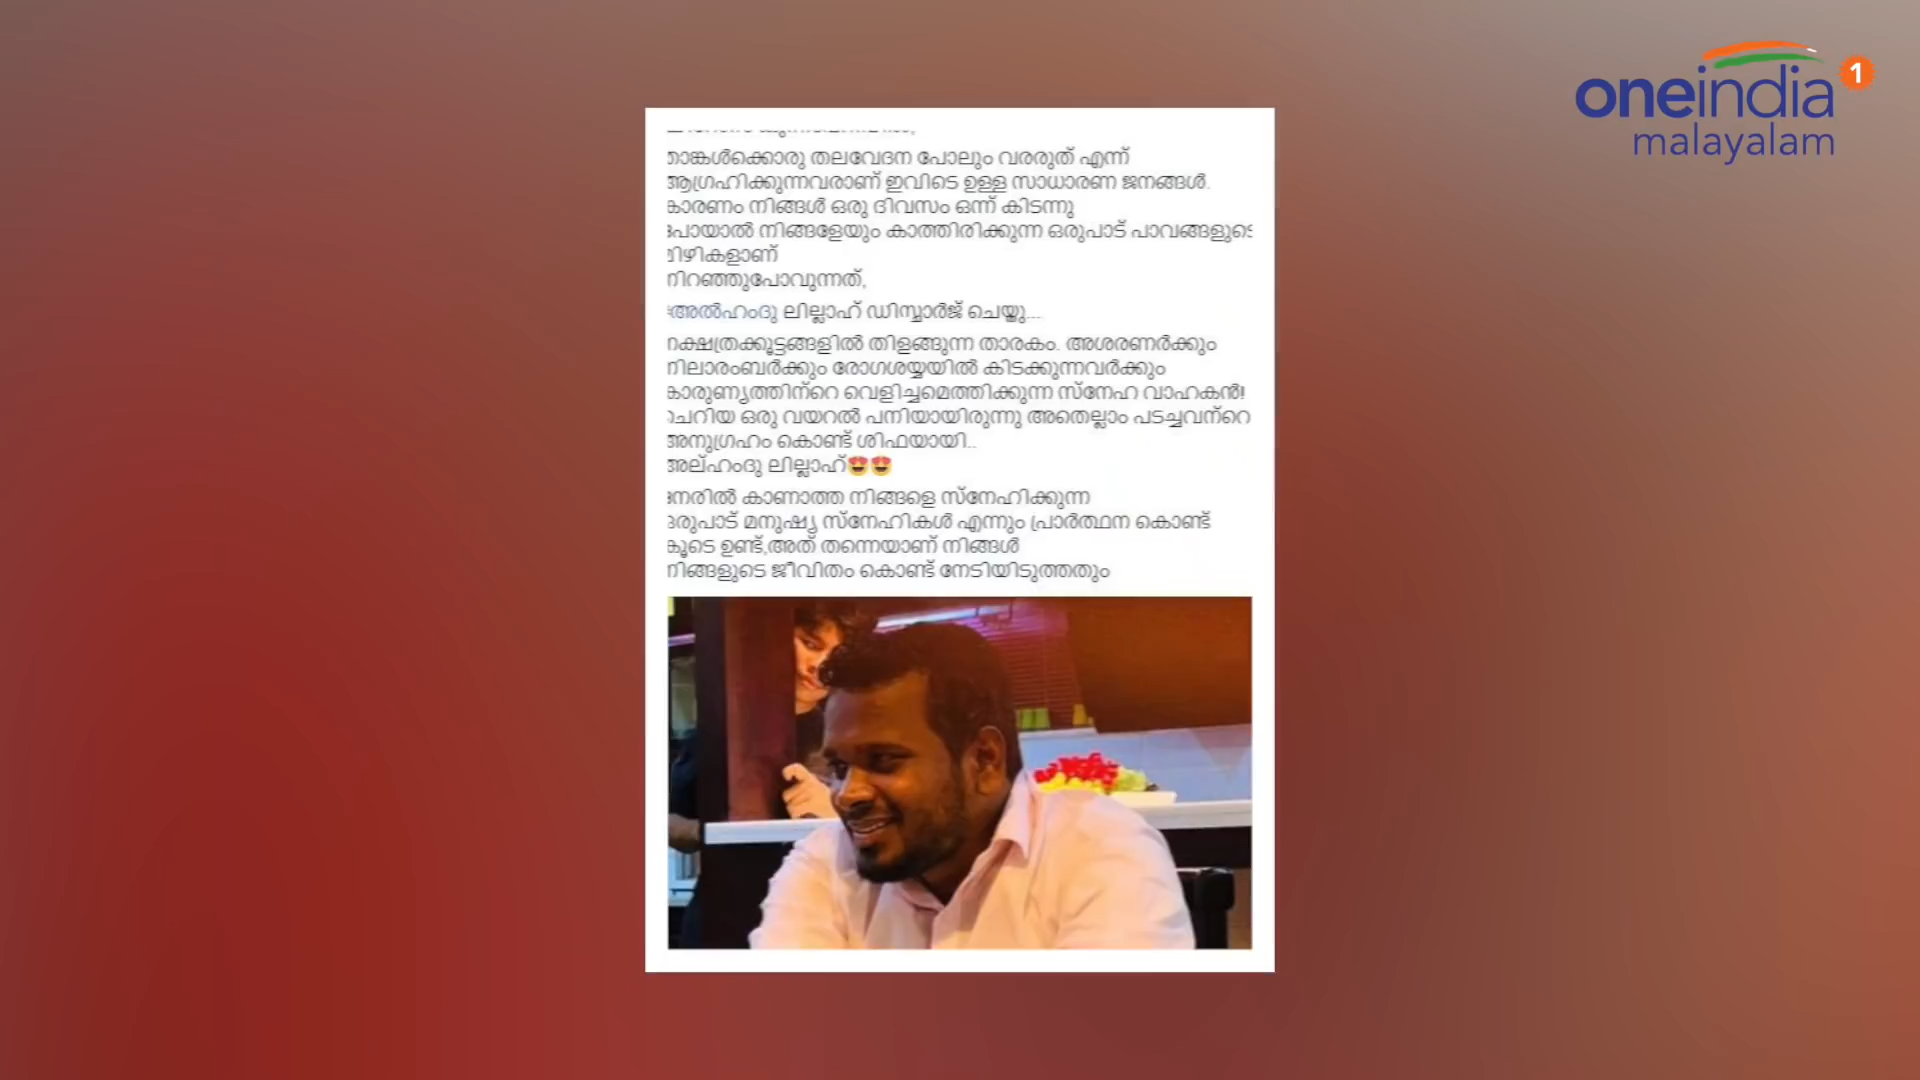 oneindia
1
malayalam
താങ്കൾക്കൊരു തലവേദന പോലും വരരുത് എന്ന്
ആഗ്രഹിക്കുന്നവരാണ് ഇവിടെ ഉള്ള സാധാരണ ജനങ്ങൾ.
കാരണം നിങ്ങൾ ഒരു ദിവസം ഒന്ന് കിടന്നു
പോയാൽ നിങ്ങളേയും കാത്തിരിക്കുന്ന ഒരുപാട് പാവങ്ങളുടെ
മിഴികളാണ്
നിറഞ്ഞുപോവുന്നത്,
#അൽഹംദു ലില്ലാഹ് ഡിസ്ചാർജ് ചെയ്തു....
നക്ഷത്രക്കൂട്ടങ്ങളിൽ തിളങ്ങുന്ന താരകം. അശരണർക്കും
നിലാരംബർക്കും രോഗശയ്യയിൽ കിടക്കുന്നവർക്കും
കാരുണ്യത്തിന്റെ വെളിച്ചമെത്തിക്കുന്ന സ്നേഹ വാഹകൻ!
ചെറിയ ഒരു വയറൽ പനിയായിരുന്നു അതെല്ലാം പടച്ചവന്റെ
അനുഗ്രഹം കൊണ്ട് ശിഫയായി..
അല്ഹംദു ലില്ലാഹ്😍😍
നേരിൽ കാണാത്ത നിങ്ങളെ സ്നേഹിക്കുന്ന
ഒരുപാട് മനുഷ്യ സ്നേഹികൾ എന്നും പ്രാർത്ഥന കൊണ്ട്
കൂടെ ഉണ്ട്,അത് തന്നെയാണ് നിങ്ങൾ
നിങ്ങളുടെ ജീവിതം കൊണ്ട് നേടിയിടുത്തതും